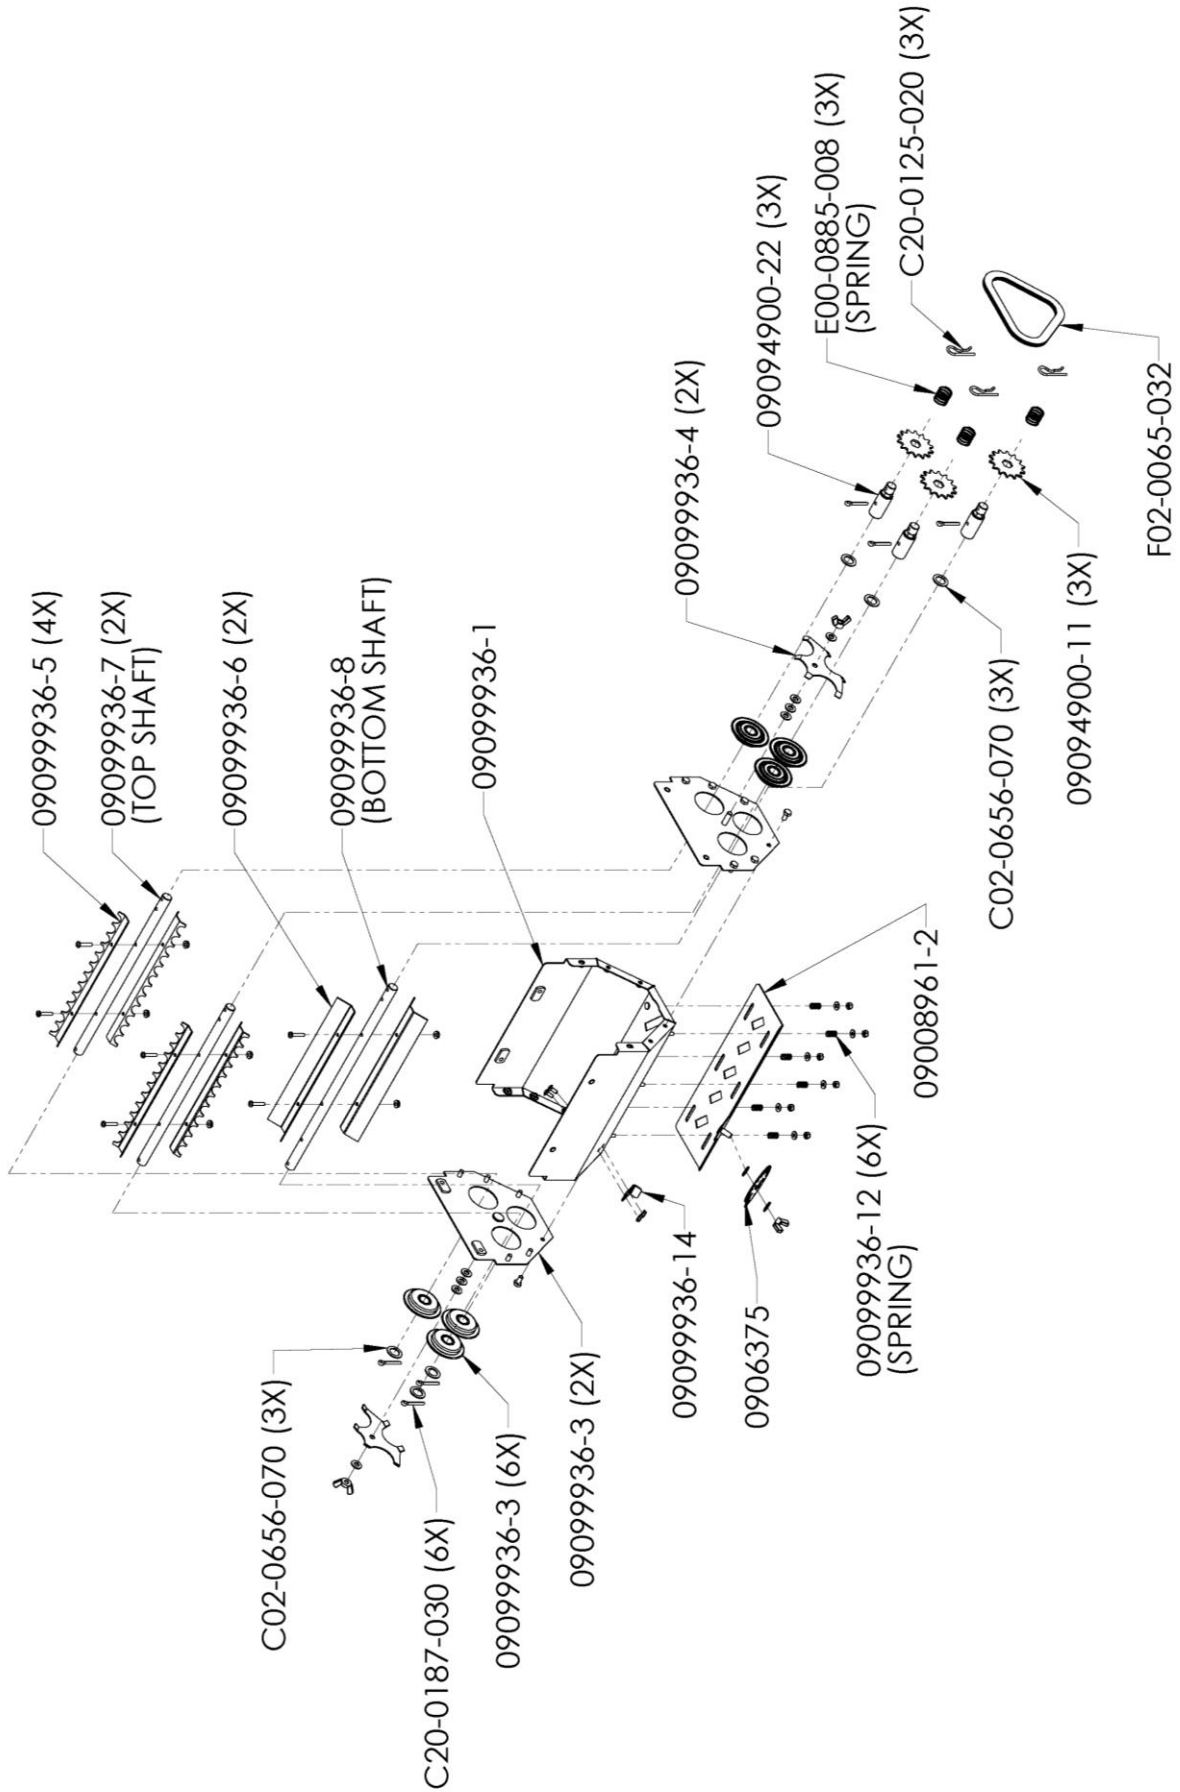 09099936-5 (4X)
09099936-7 (2X)
(TOP SHAFT)
09099936-6 (2X)
09099936-8
(BOTTOM SHAFT)
09099936-1
09099936-4 (2X)
09094900-22 (3X)
E00-0885-008 (3X)
(SPRING)
C20-0125-020 (3X)
C02-0656-070 (3X)
C20-0187-030 (6X)
09099936-3 (6X)
09099936-3 (2X)
09099936-14
0906375
09099936-12 (6X)
(SPRING)
09008961-2
C02-0656-070 (3X)
09094900-11 (3X)
F02-0065-032